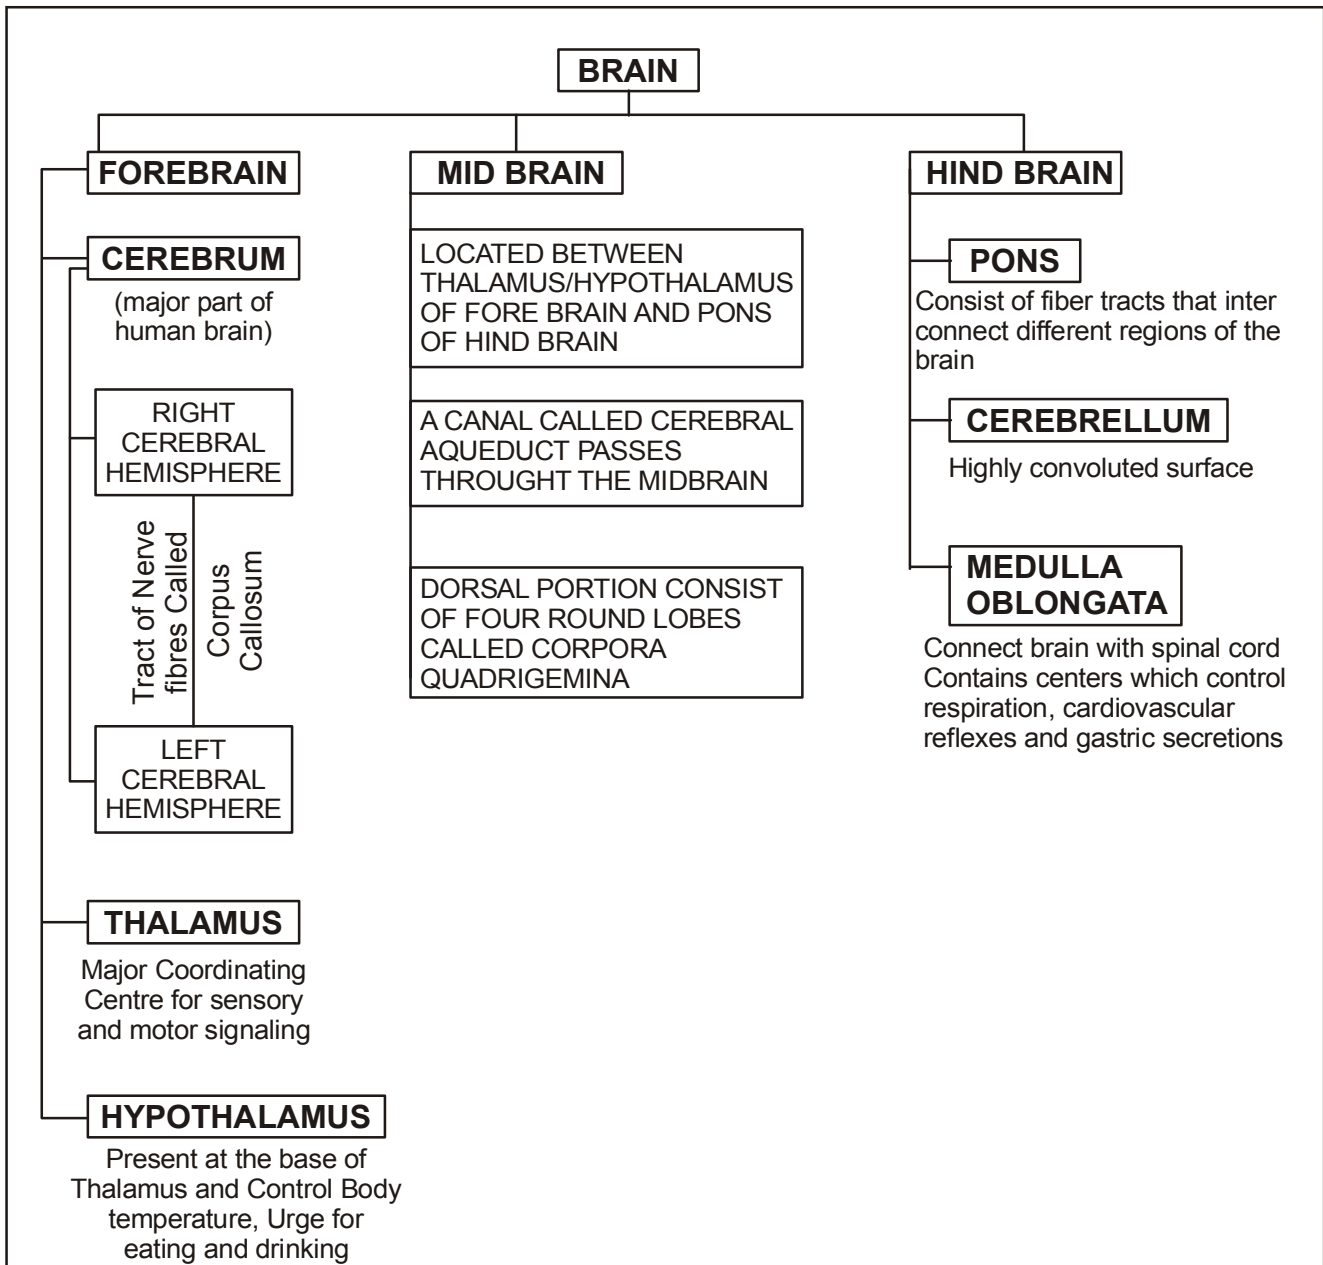 BRAIN
FOREBRAIN
CEREBRUM
(major part of
human brain)
RIGHT
CEREBRAL
HEMISPHERE
Tract of Nerve
fibres Called
Corpus
Callosum
LEFT
CEREBRAL
HEMISPHERE
THALAMUS
Major Coordinating
Centre for sensory
and motor signaling
HYPOTHALAMUS
Present at the base of
Thalamus and Control Body
temperature, Urge for
eating and drinking
MID BRAIN
LOCATED BETWEEN
THALAMUS/HYPOTHALAMUS
OF FORE BRAIN AND PONS
OF HIND BRAIN
A CANAL CALLED CEREBRAL
AQUEDUCT PASSES
THROUGHT THE MIDBRAIN
DORSAL PORTION CONSIST
OF FOUR ROUND LOBES
CALLED CORPORA
QUADRIGEMINA
HIND BRAIN
PONS
Consist of fiber tracts that inter
connect different regions of the
brain
CEREBRELLUM
Highly convoluted surface
MEDULLA
OBLONGATA
Connect brain with spinal cord
Contains centers which control
respiration, cardiovascular
reflexes and gastric secretions